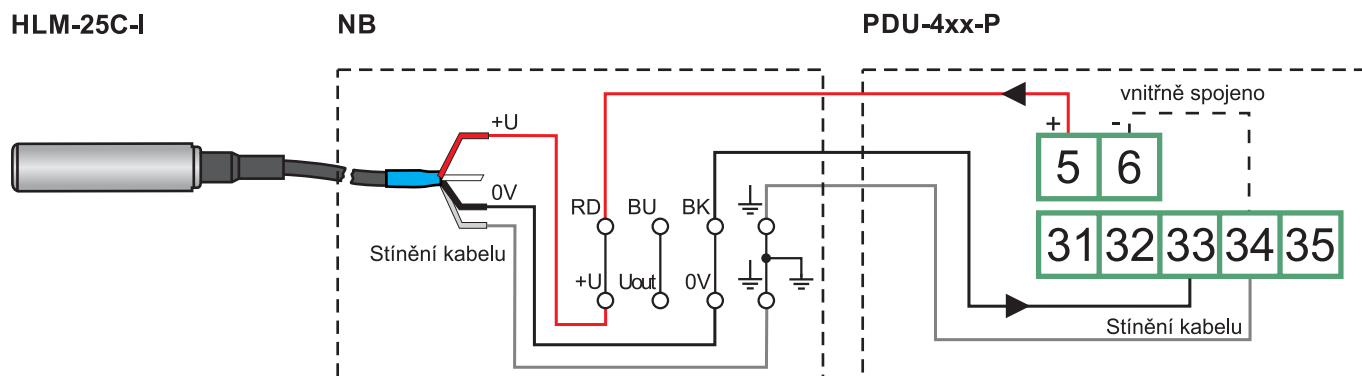 HLM-25C-I
NB
PDU-4xx-P
+U
0V
Stínění kabelu
RD BU BK
+U Uout 0V
vnitřně spojeno
+ -
5 6
31 32 33 34 35
Stínění kabelu